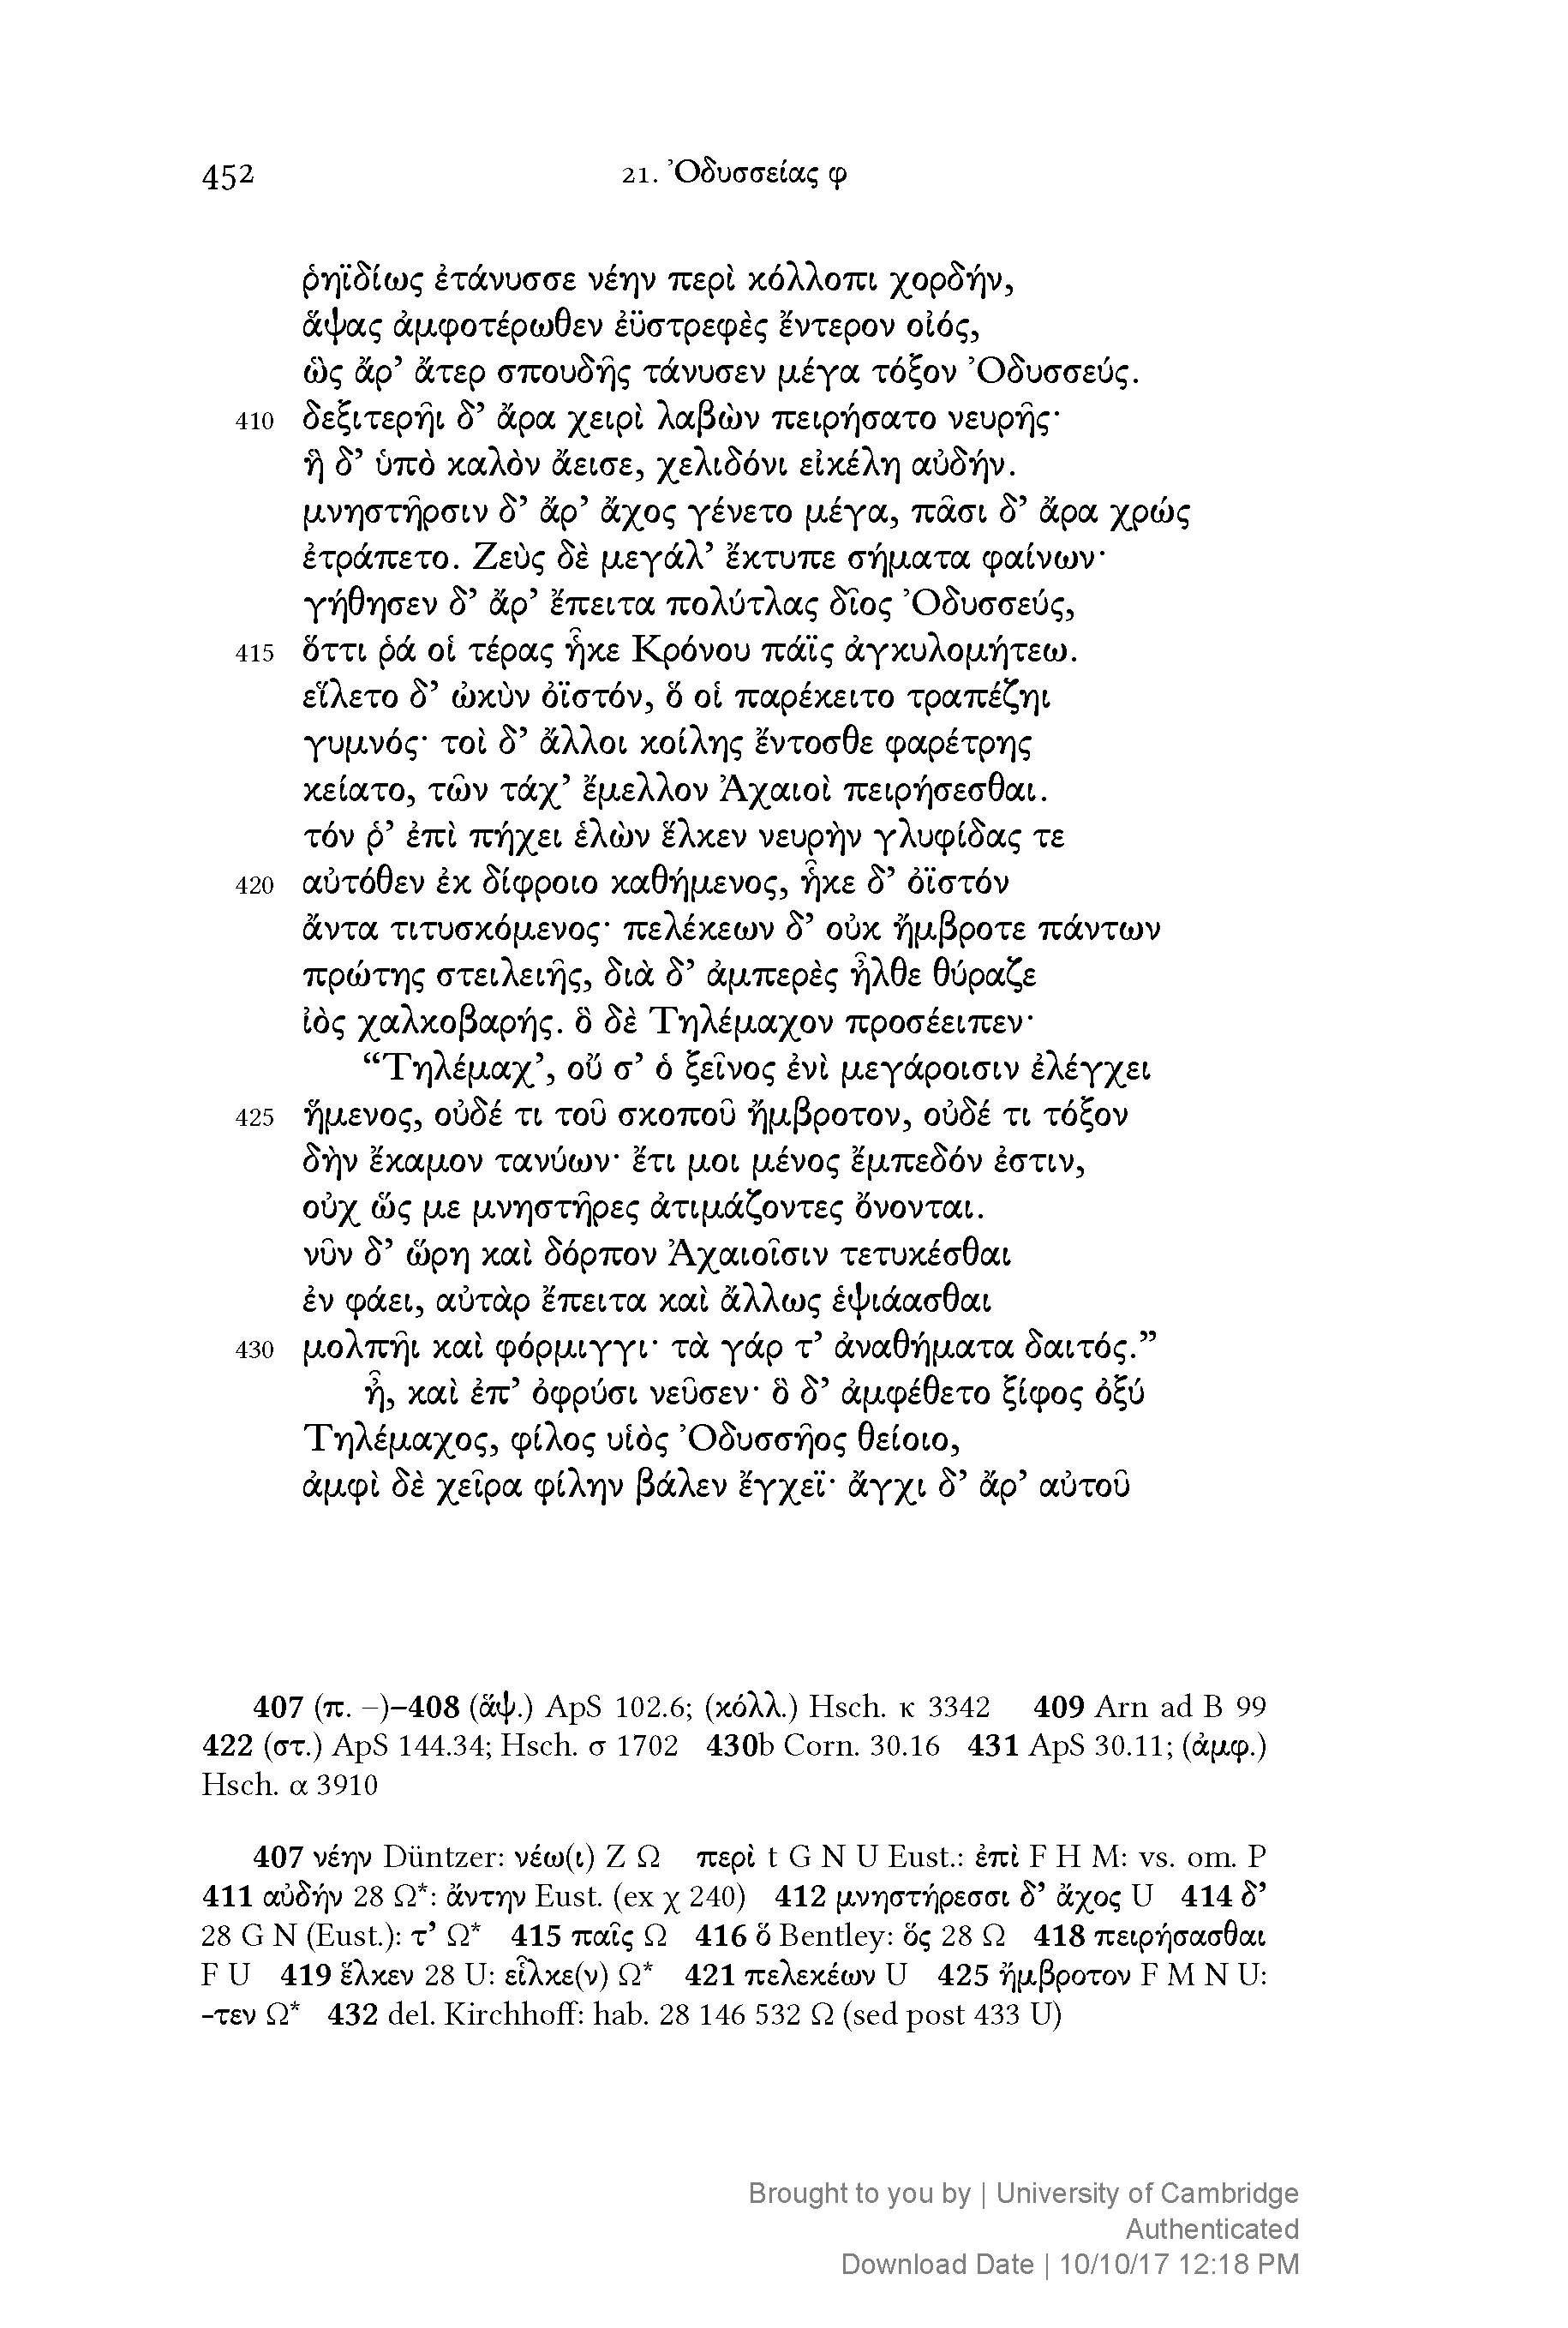 452 21. Ὀδυσσείας φ
ῥηϊδίως ἐτάνυσσε νέην περὶ κόλλοπι χορδήν,
ἅψας ἀμφοτέρωθεν ἐϋστρεφὲς ἔντερον οἰός,
ὣς ἄρ’ ἄτερ σπουδῆς τάνυσεν μέγα τόξον Ὀδυσσεύς.
410 δεξιτερῆι δ’ ἄρα χειρὶ λαβὼν πειρήσατο νευρῆς·
ἣ δ’ ὑπὸ καλὸν ἄεισε, χελιδόνι εἰκέλη αὐδήν.
μνηστῆρσιν δ’ ἄρ’ ἄχος γένετο μέγα, πᾶσι δ’ ἄρα χρώς
ἐτράπετο. Ζεὺς δὲ μεγάλ’ ἔκτυπε σήματα φαίνων·
γήθησεν δ’ ἄρ’ ἔπειτα πολύτλας δῖος Ὀδυσσεύς,
415 ὅττι ῥά οἱ τέρας ἧκε Κρόνου πάϊς ἀγκυλομήτεω.
εἵλετο δ’ ὠκὺν ὀϊστόν, ὅ οἱ παρέκειτο τραπέζηι
γυμνός· τοὶ δ’ ἄλλοι κοίλης ἔντοσθε φαρέτρης
κείατο, τῶν τάχ’ ἔμελλον Ἀχαιοὶ πειρήσεσθαι.
τόν ῥ’ ἐπὶ πήχει ἑλὼν ἕλκεν νευρὴν γλυφίδας τε
420 αὐτόθεν ἐκ δίφροιο καθήμενος, ἧκε δ’ ὀϊστόν
ἄντα τιτυσκόμενος· πελέκεων δ’ οὐκ ἤμβροτε πάντων
πρώτης στειλειῆς, διὰ δ’ ἀμπερὲς ἦλθε θύραζε
ἰὸς χαλκοβαρής. ὃ δὲ Τηλέμαχον προσέειπεν·
“Τηλέμαχ’, οὔ σ’ ὁ ξεῖνος ἐνὶ μεγάροισιν ἐλέγχει
425 ἥμενος, οὐδέ τι τοῦ σκοποῦ ἤμβροτον, οὐδέ τι τόξον
δὴν ἔκαμον τανύων· ἔτι μοι μένος ἔμπεδόν ἐστιν,
οὐχ ὥς με μνηστῆρες ἀτιμάζοντες ὄνονται.
νῦν δ’ ὥρη καὶ δόρπον Ἀχαιοῖσιν τετυκέσθαι
ἐν φάει, αὐτὰρ ἔπειτα καὶ ἄλλως ἑψιάασθαι
430 μολπῆι καὶ φόρμιγγι· τὰ γάρ τ’ ἀναθήματα δαιτός.”
ἦ, καὶ ἐπ’ ὀφρύσι νεῦσεν· ὃ δ’ ἀμφέθετο ξίφος ὀξύ
Τηλέμαχος, φίλος υἱὸς Ὀδυσσῆος θείοιο,
ἀμφὶ δὲ χεῖρα φίλην βάλεν ἔγχεϊ· ἄγχι δ’ ἄρ’ αὐτοῦ
407 (π. –)–408 (ἅψ.) ApS 102.6; (κόλλ.) Hsch. κ 3342 409 Arn ad B 99
422 (στ.) ApS 144.34; Hsch. σ 1702 430b Corn. 30.16 431 ApS 30.11; (ἀμφ.)
Hsch. α 3910
407 νέην Düntzer: νέω(ι) Z Ω περὶ t G N U Eust.: ἐπὶ F H M: vs. om. P
411 αὐδήν 28 Ω*: ἄντην Eust. (ex χ 240) 412 μνηστήρεσσι δ’ ἄχος U 414 δ’
28 G N (Eust.): τ’ Ω* 415 παῖς Ω 416 ὅ Bentley: ὅς 28 Ω 418 πειρήσασθαι
F U 419 ἕλκεν 28 U: εἷλκε(ν) Ω* 421 πελεκέων U 425 ἤμβροτον F M N U:
-τεν Ω* 432 del. Kirchhoff: hab. 28 146 532 Ω (sed post 433 U)
Brought to you by | University of Cambridge
Authenticated
Download Date | 10/10/17 12:18 PM